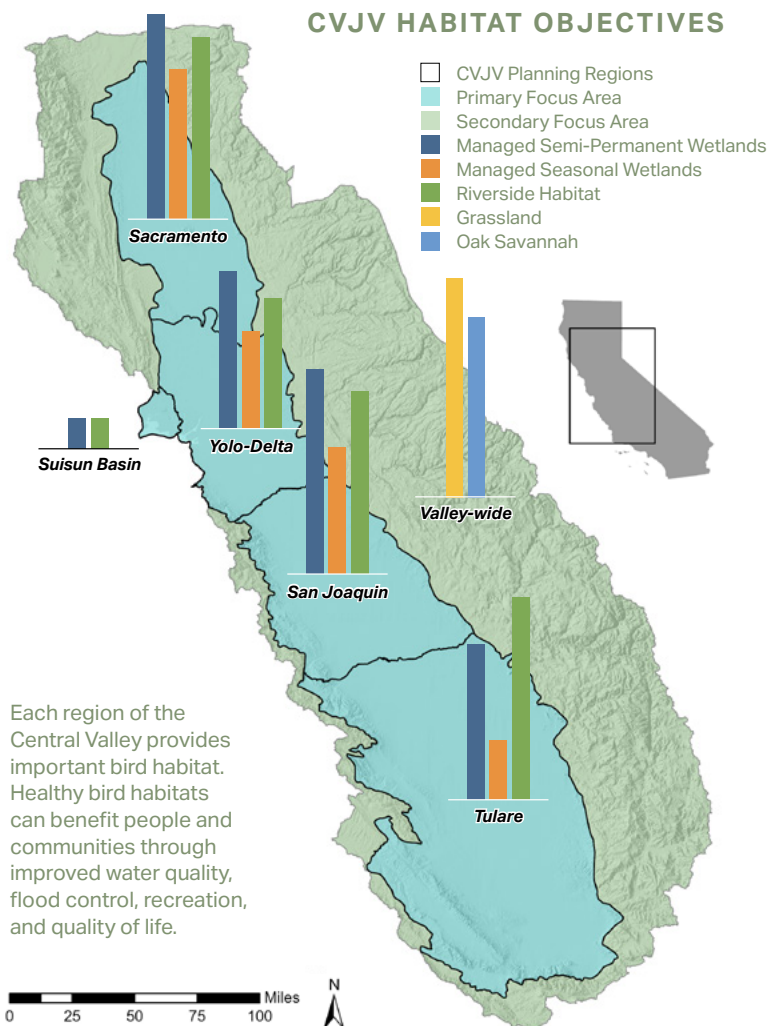 CVJV HABITAT OBJECTIVES
CVJV Planning Regions
Primary Focus Area
Secondary Focus Area
Managed Semi-Permanent Wetlands
Managed Seasonal Wetlands
Riverside Habitat
Grassland
Oak Savannah
Sacramento
Yolo-Delta
Suisun Basin
Valley-wide
San Joaquin
Tulare
Each region of the
Central Valley provides
important bird habitat.
Healthy bird habitats
can benefit people and
communities through
improved water quality,
flood control, recreation,
and quality of life.
Miles
0 25 50 75 100
N